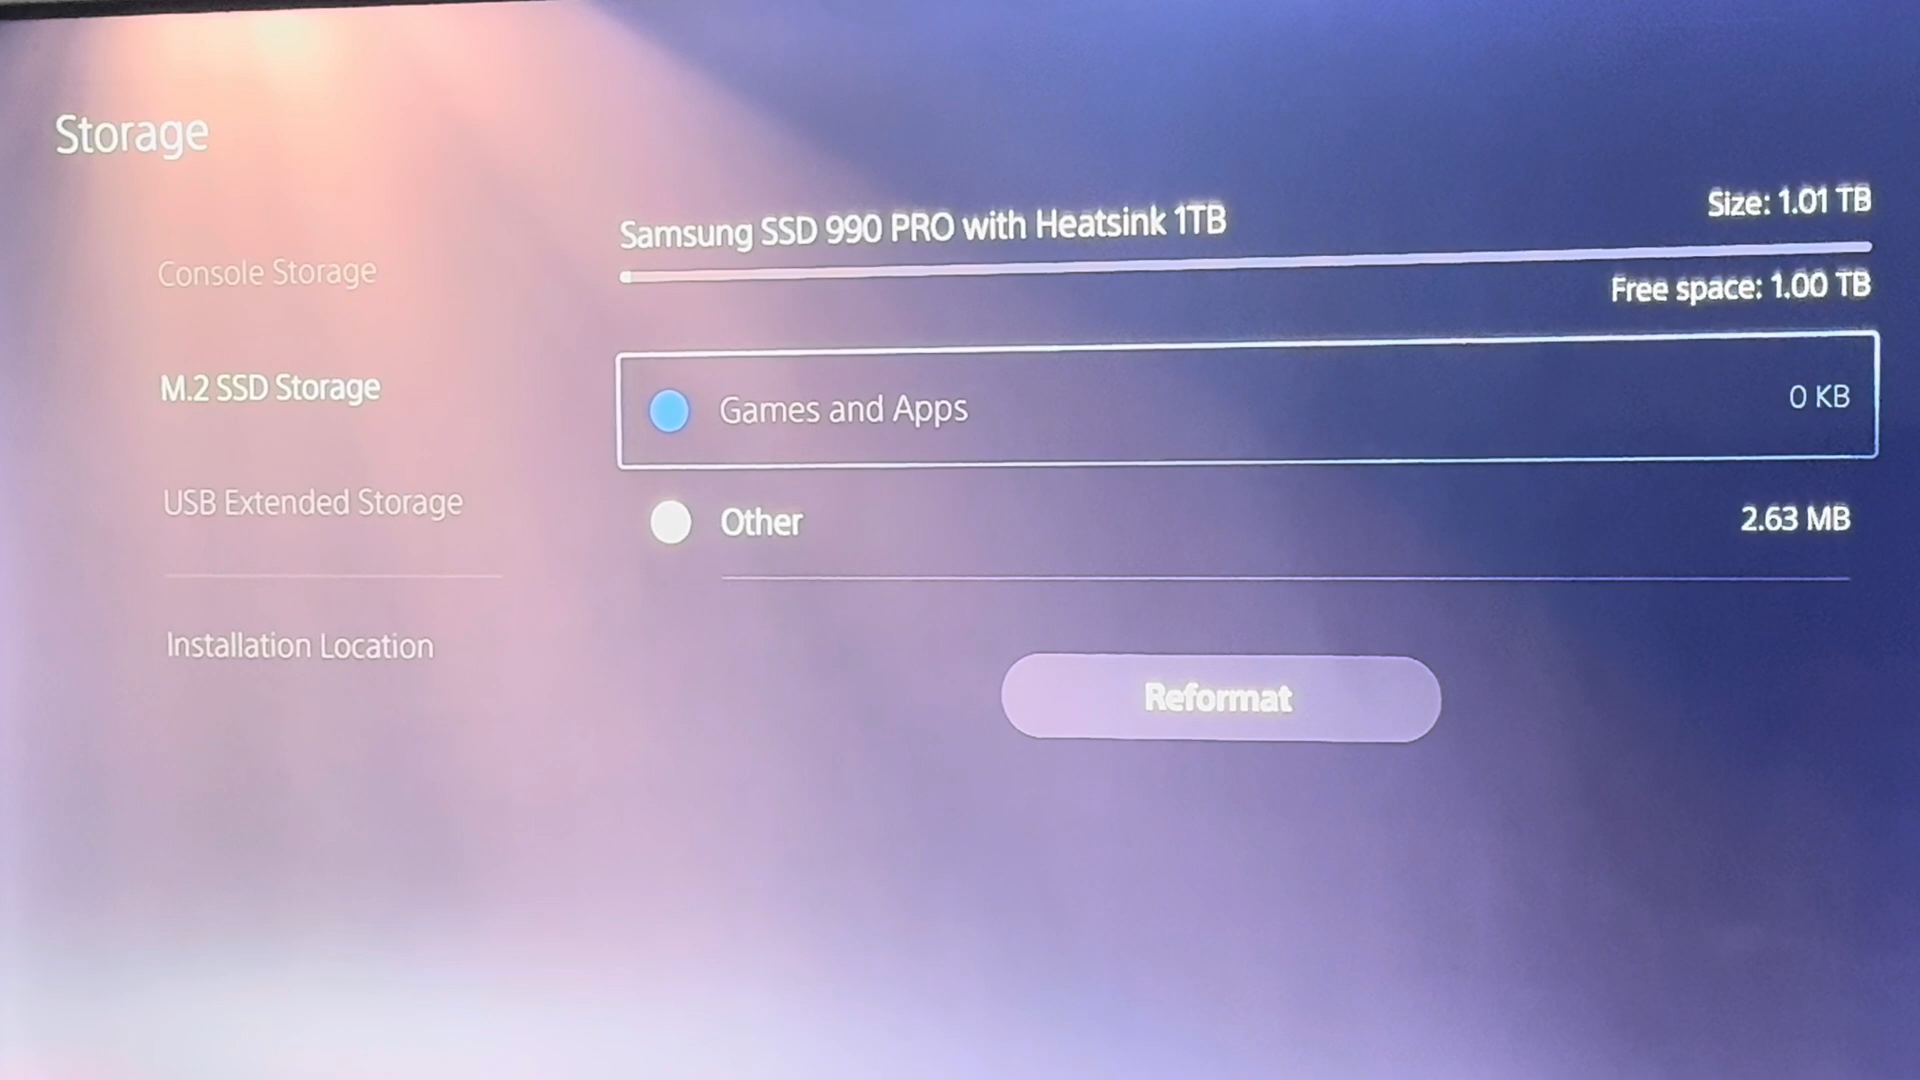 Storage
Console Storage
M.2 SSD Storage
USB Extended Storage
Installation Location
Samsung SSD 990 PRO with Heatsink 1TB
Size: 1.01 TB
Free space: 1.00 TB
Games and Apps
0 KB
Other
2.63 MB
Reformat